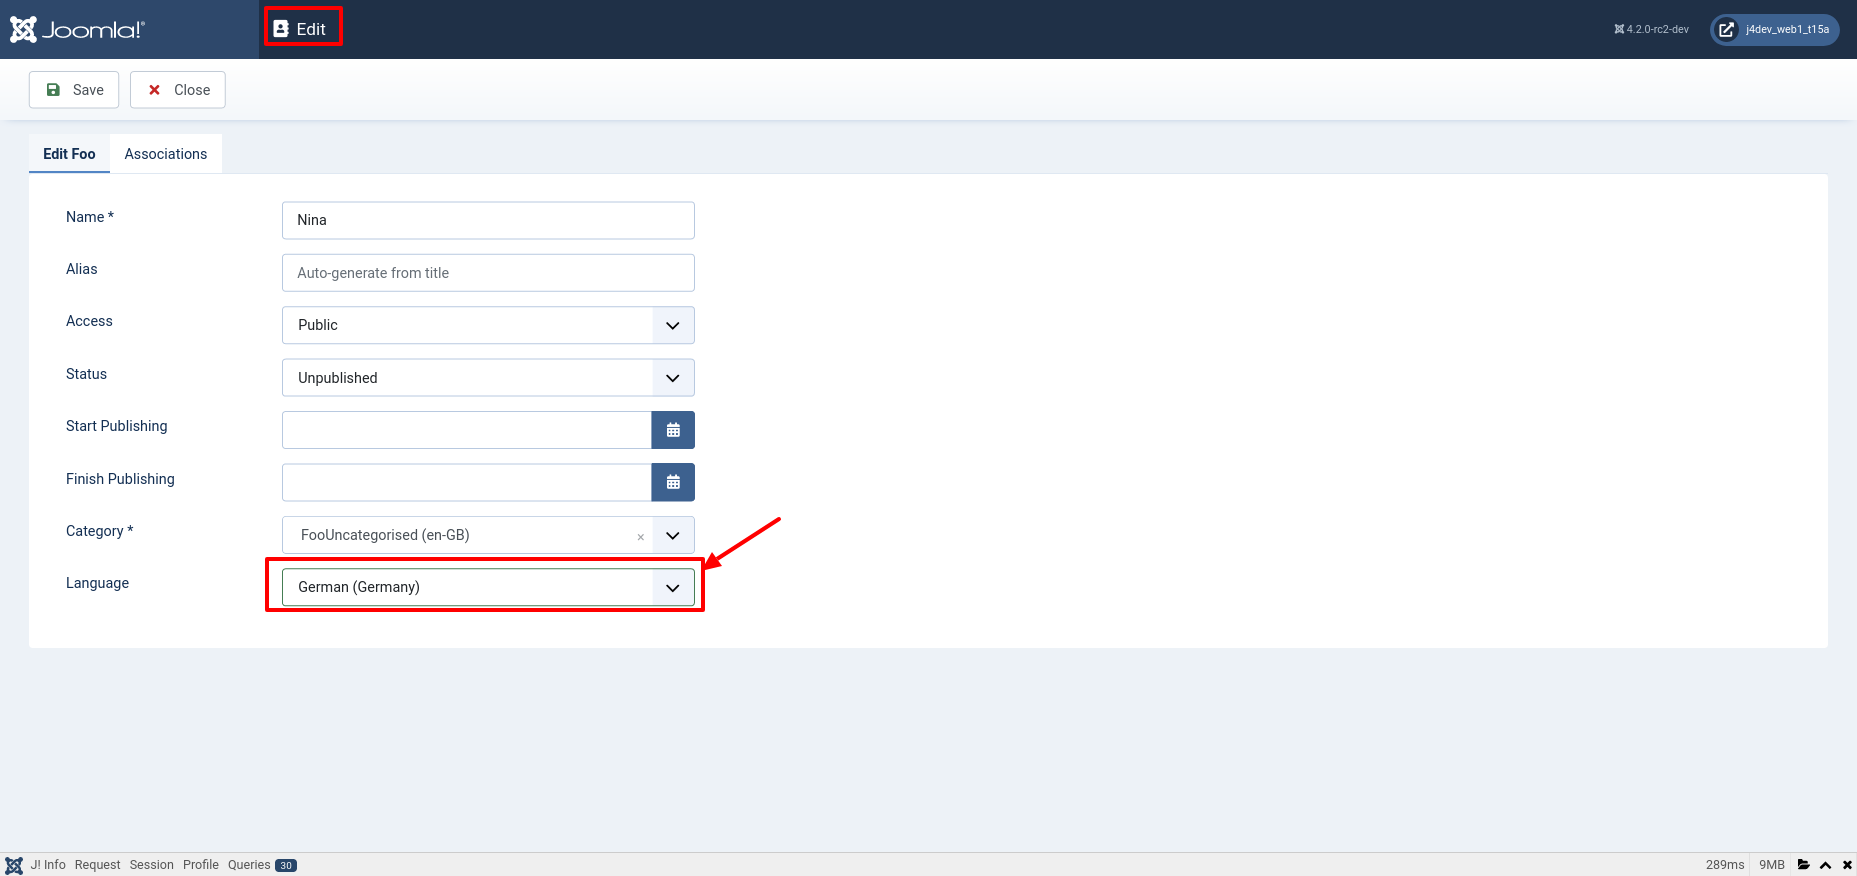 Joomla!®
Edit
4.2.0-rc2-dev
j4dev_web1_t15a
Save
Close
Edit Foo
Associations
Name *
Nina
Alias
Auto-generate from title
Access
Public
Status
Unpublished
Start Publishing
Finish Publishing
Category *
FooUncategorised (en-GB)
×
Language
German (Germany)
J! Info Request Session Profile Queries 30
289ms 9MB